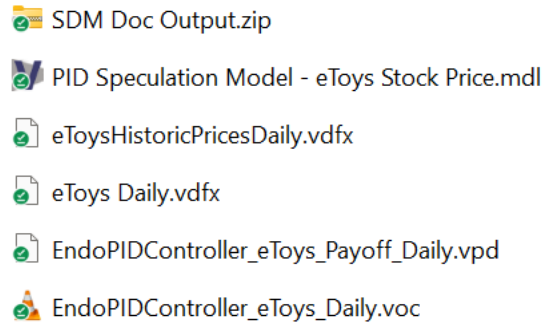 SDM Doc Output.zip
PID Speculation Model - eToys Stock Price.mdl
eToysHistoricPricesDaily.vdfx
eToys Daily.vdfx
EndoPIDController_eToys_Payoff_Daily.vpd
EndoPIDController_eToys_Daily.voc